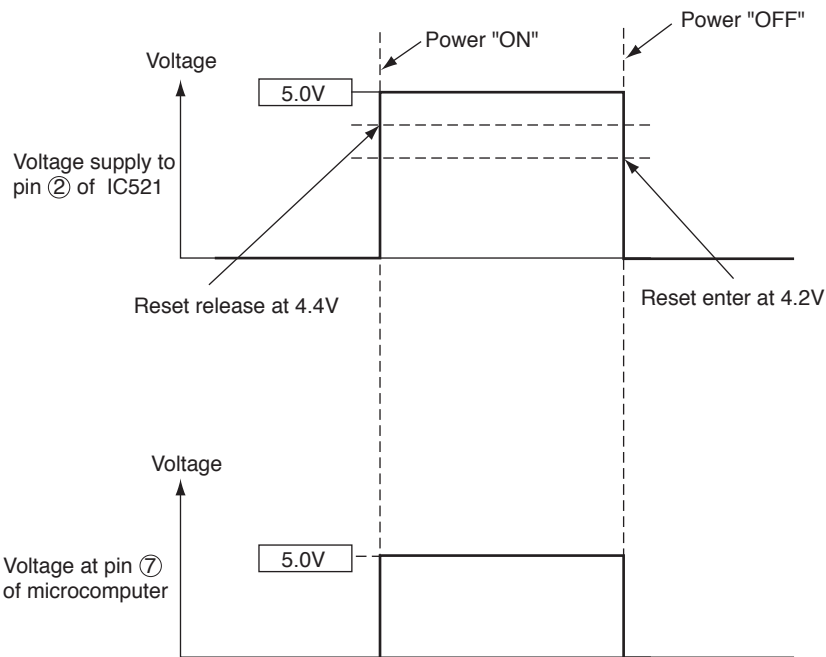 Power "ON"
Power "OFF"
Voltage
5.0V
Voltage supply to
pin ② of IC521
Reset release at 4.4V
Reset enter at 4.2V
Voltage
5.0V
Voltage at pin ⑦
of microcomputer